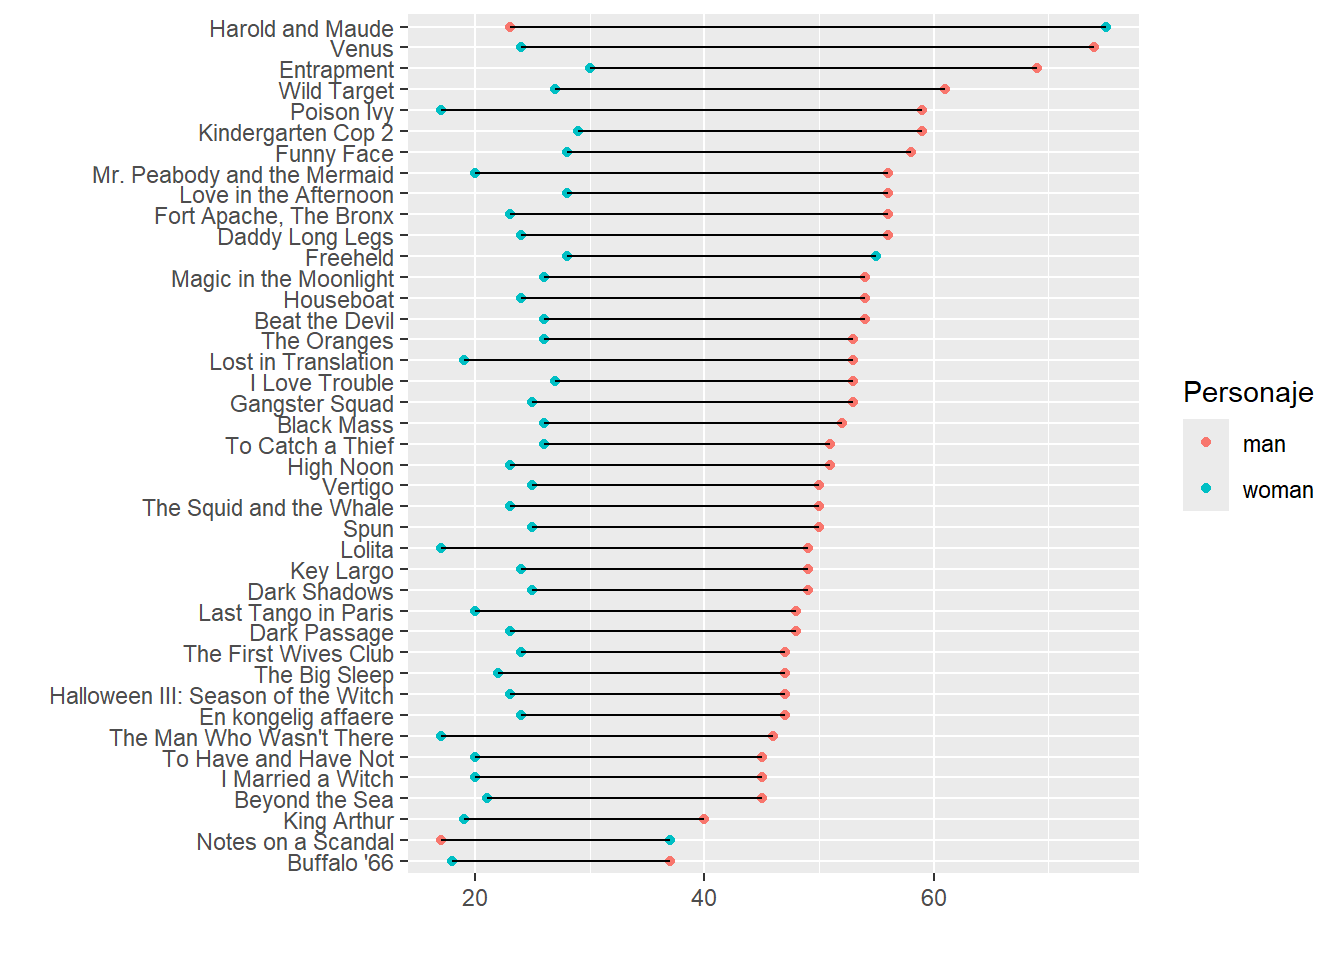 Harold and Maude
Venus
Entrapment
Wild Target
Poison Ivy
Kindergarten Cop 2
Funny Face
Mr. Peabody and the Mermaid
Love in the Afternoon
Fort Apache, The Bronx
Daddy Long Legs
Freeheld
Magic in the Moonlight
Houseboat
Beat the Devil
The Oranges
Lost in Translation
I Love Trouble
Gangster Squad
Black Mass
To Catch a Thief
High Noon
Vertigo
The Squid and the Whale
Spun
Lolita
Key Largo
Dark Shadows
Last Tango in Paris
Dark Passage
The First Wives Club
The Big Sleep
Halloween III: Season of the Witch
En kongelig affaere
The Man Who Wasn't There
To Have and Have Not
I Married a Witch
Beyond the Sea
King Arthur
Notes on a Scandal
Buffalo '66
20 40 60
Personaje
man
woman